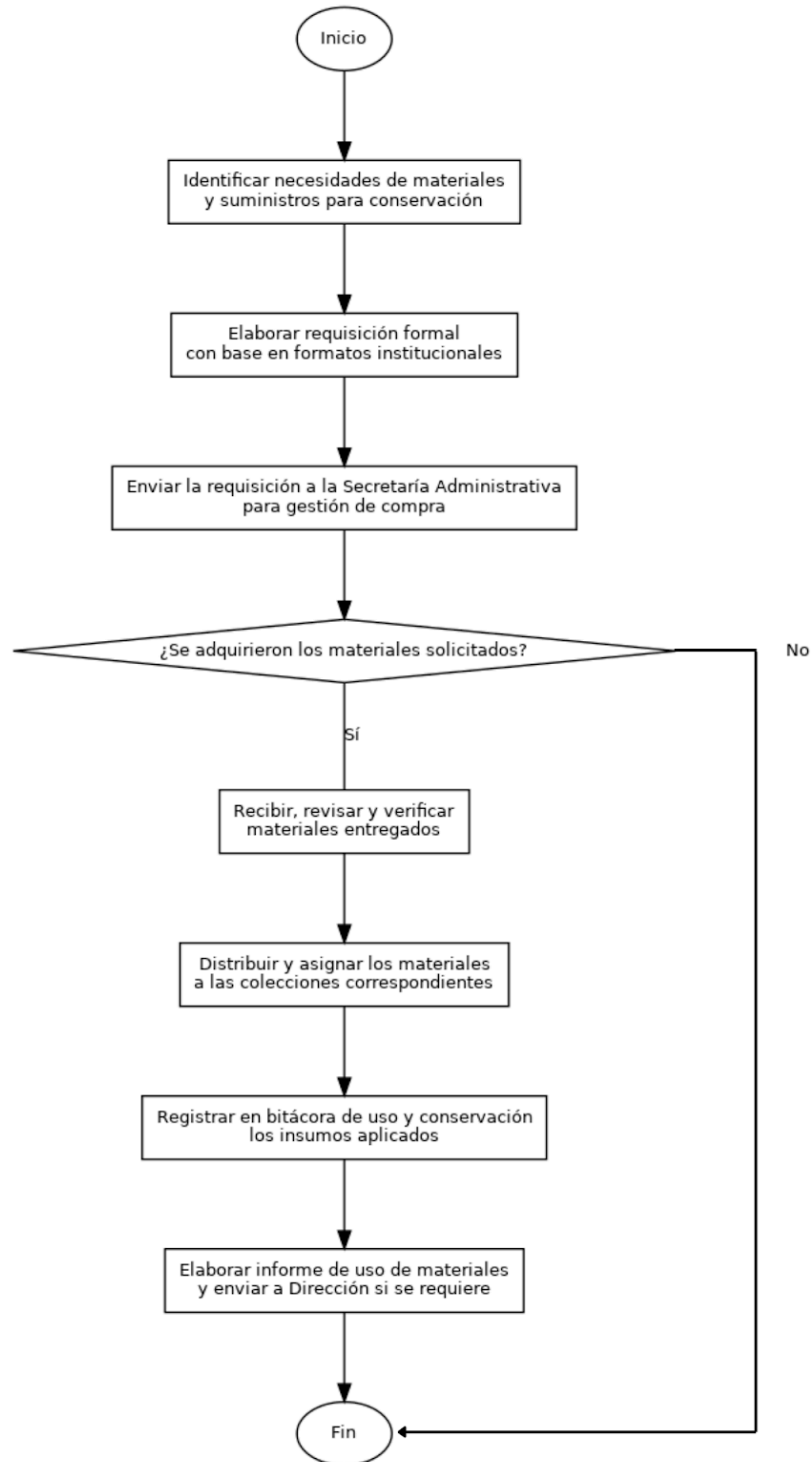 Inicio
Identificar necesidades de materiales
y suministros para conservación
Elaborar requisición formal
con base en formatos institucionales
Enviar la requisición a la Secretaría Administrativa
para gestión de compra
¿Se adquirieron los materiales solicitados?
No
Sí
Recibir, revisar y verificar
materiales entregados
Distribuir y asignar los materiales
a las colecciones correspondientes
Registrar en bitácora de uso y conservación
los insumos aplicados
Elaborar informe de uso de materiales
y enviar a Dirección si se requiere
Fin